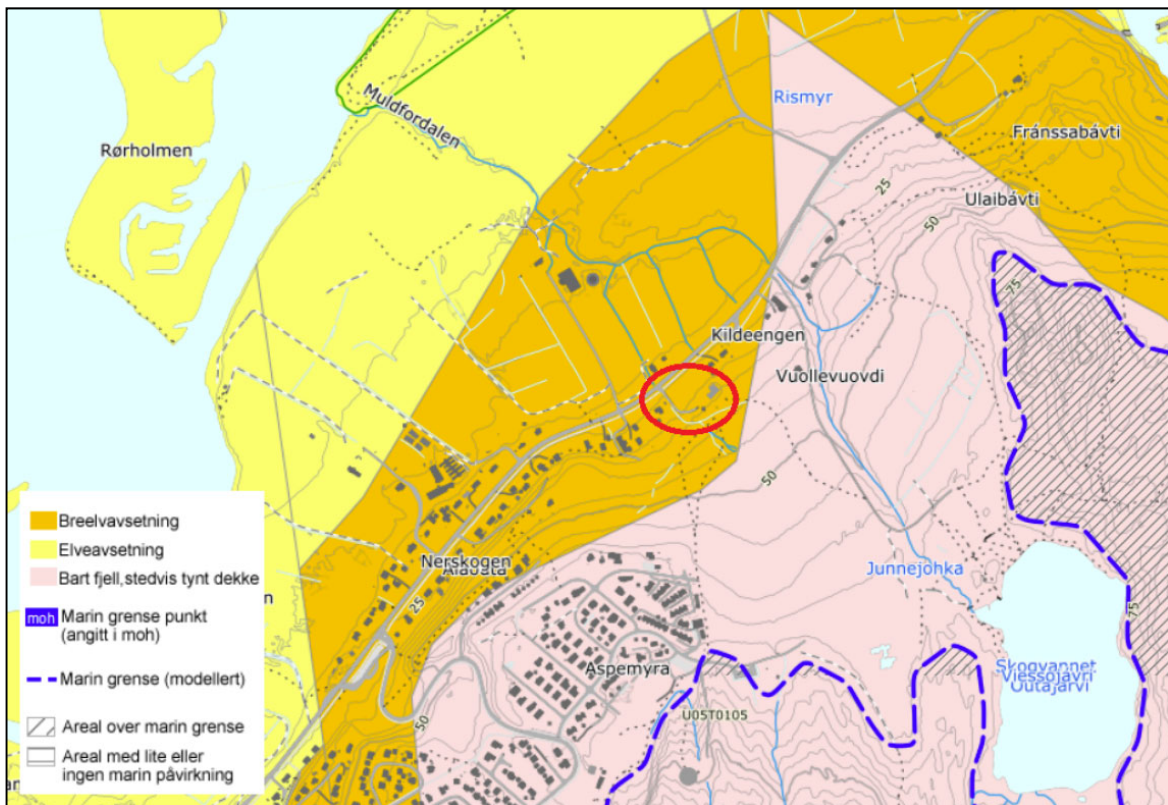 Rismyr
Muldfordalen
Rørholmen
Fránssabávti
25
Ulaibávti
50
75
Kildeengen
Vuollevuovdi
50
Breelvavsetning
Elveavsetning
Bart fjell,stedvis tynt dekke
moh Marin grense punkt
(angitt i moh)
Marin grense (modellert)
Areal over marin grense
Areal med lite eller
ingen marin påvirkning
Nerskogen
25
Junnejohka
75
Aspemyra
Skogvannet
Viessojávri
Outajärvi
U05T0105
50